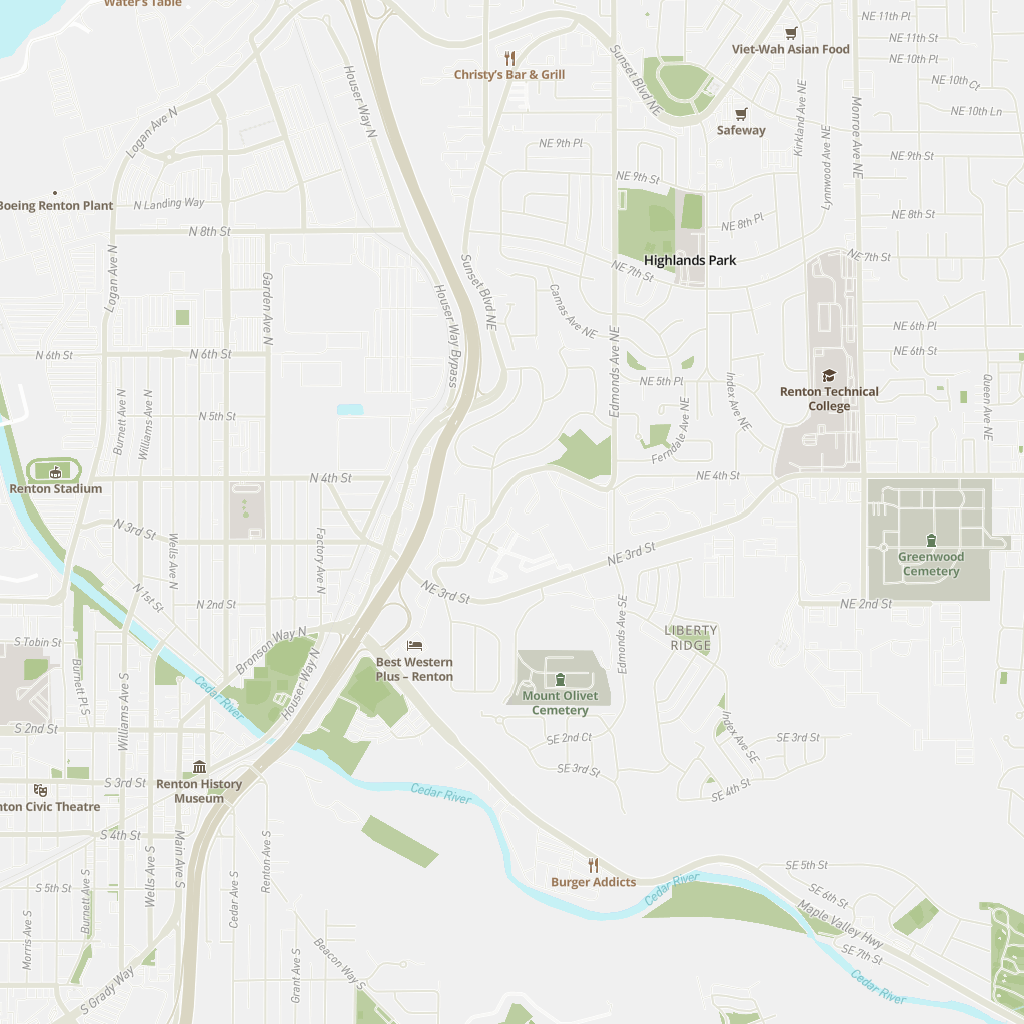 Water's Table
NE 11th Pl
NE 11th St
Viet-Wah Asian Food
NE 10th Pl
Christy's Bar & Grill
Sunset Blvd NE
Houser Way N
NE 10th Ct
NE 10th Ln
Logan Ave N
Safeway
Kirkland Ave NE
Monroe Ave NE
Lynnwood Ave NE
NE 9th Pl
NE 9th St
NE 9th St
Boeing Renton Plant
N Landing Way
NE 8th St
NE 8th Pl
N 8th St
Highlands Park
NE 7th St
NE 7th St
Logan Ave N
Garden Ave N
Sunset Blvd NE
Houser Way Bypass
Camas Ave NE
NE 6th Pl
NE 6th St
N 6th St
N 6th St
Edmonds Ave NE
NE 5th Pl
Index Ave NE
Renton Technical
College
Queen Ave NE
Burnett Ave N
Williams Ave N
N 5th St
Ferndale Ave NE
N 4th St
NE 4th St
Renton Stadium
N 3rd St
Wells Ave N
Factory Ave N
NE 3rd St
NE 3rd St
Greenwood
Cemetery
N 1st St
N 2nd St
NE 2nd St
S Tobin St
Bronson Way N
Houser Way N
Edmonds Ave SE
LIBERTY
RIDGE
Best Western
Plus – Renton
Burnett Pl S
Williams Ave S
Cedar River
Mount Olivet
Cemetery
S 2nd St
SE 2nd Ct
Index Ave SE
SE 3rd St
SE 3rd St
S 3rd St
Renton History
Museum
Cedar River
SE 4th St
nton Civic Theatre
S 4th St
Main Ave S
Wells Ave S
Renton Ave S
Cedar Ave S
S 5th St
Burnett Ave S
Morris Ave S
Burger Addicts
Cedar River
SE 5th St
SE 6th St
Maple Valley Hwy
SE 7th St
Cedar River
S Grady Way
Grant Ave S
Beacon Way S